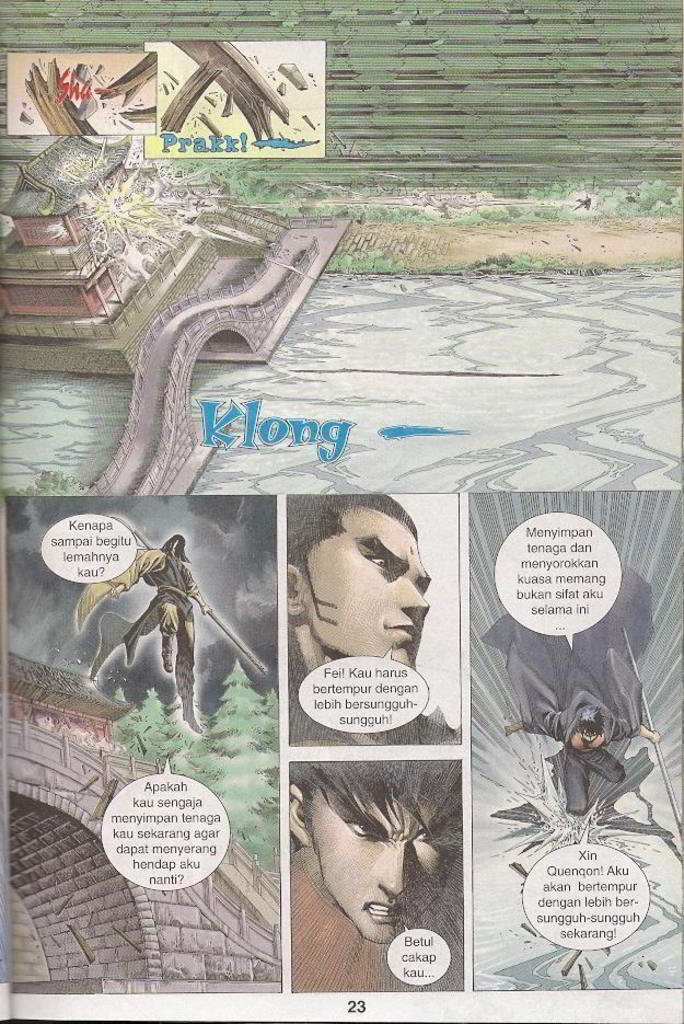 Sha
Prakk!
Klong
Kenapa
sampai begitu
lemahnya
kau?
Apakah
kau sengaja
menyimpan tenaga
kau sekarang agar
dapat menyerang
hendap aku
nanti?
Fei! Kau harus
bertempur dengan
lebih bersungguh-
sungguh!
Betul
cakap
kau...
Menyimpan
tenaga dan
menyorokkan
kuasa memang
bukan sifat aku
selama ini
...
Xin
Quenqon! Aku
akan bertempur
dengan lebih ber-
sungguh-sungguh
sekarang!
23